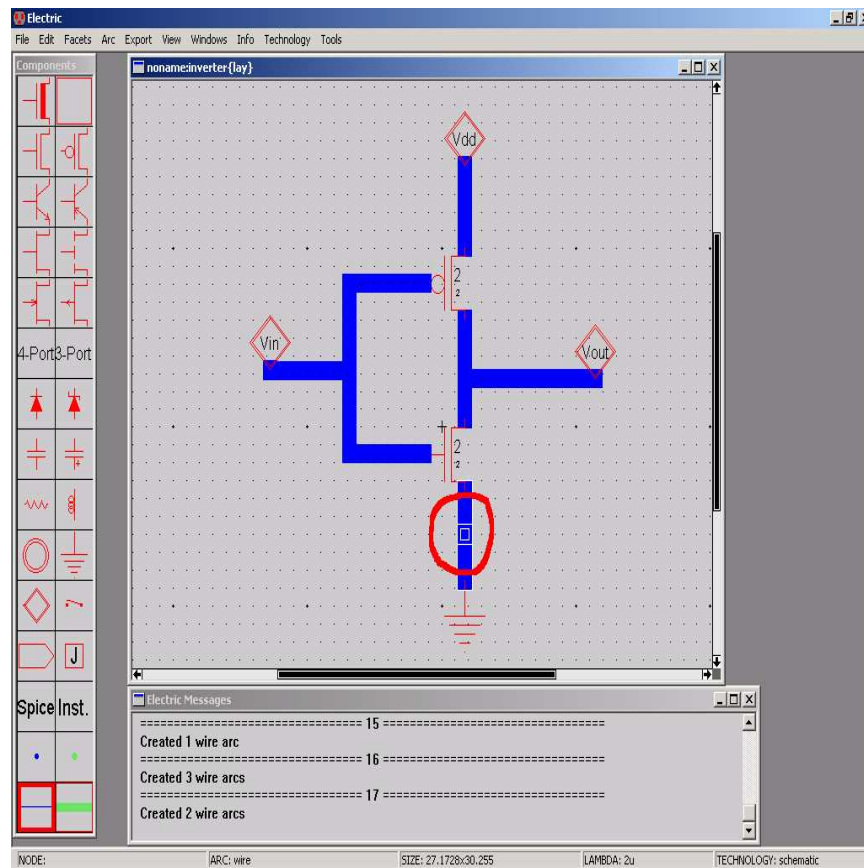 Electric
File Edit Facets Arc Export View Windows Info Technology Tools
Components
noname:inverter{lay}
Vdd
2
2
Vin
Vout
2
2
4-Port 3-Port
J
Spice Inst.
Electric Messages
================================= 15 =================================
Created 1 wire arc
================================= 16 =================================
Created 3 wire arcs
================================= 17 =================================
Created 2 wire arcs
NODE: ARC: wire SIZE: 27.1728x30.255 LAMBDA: 2u TECHNOLOGY: schematic